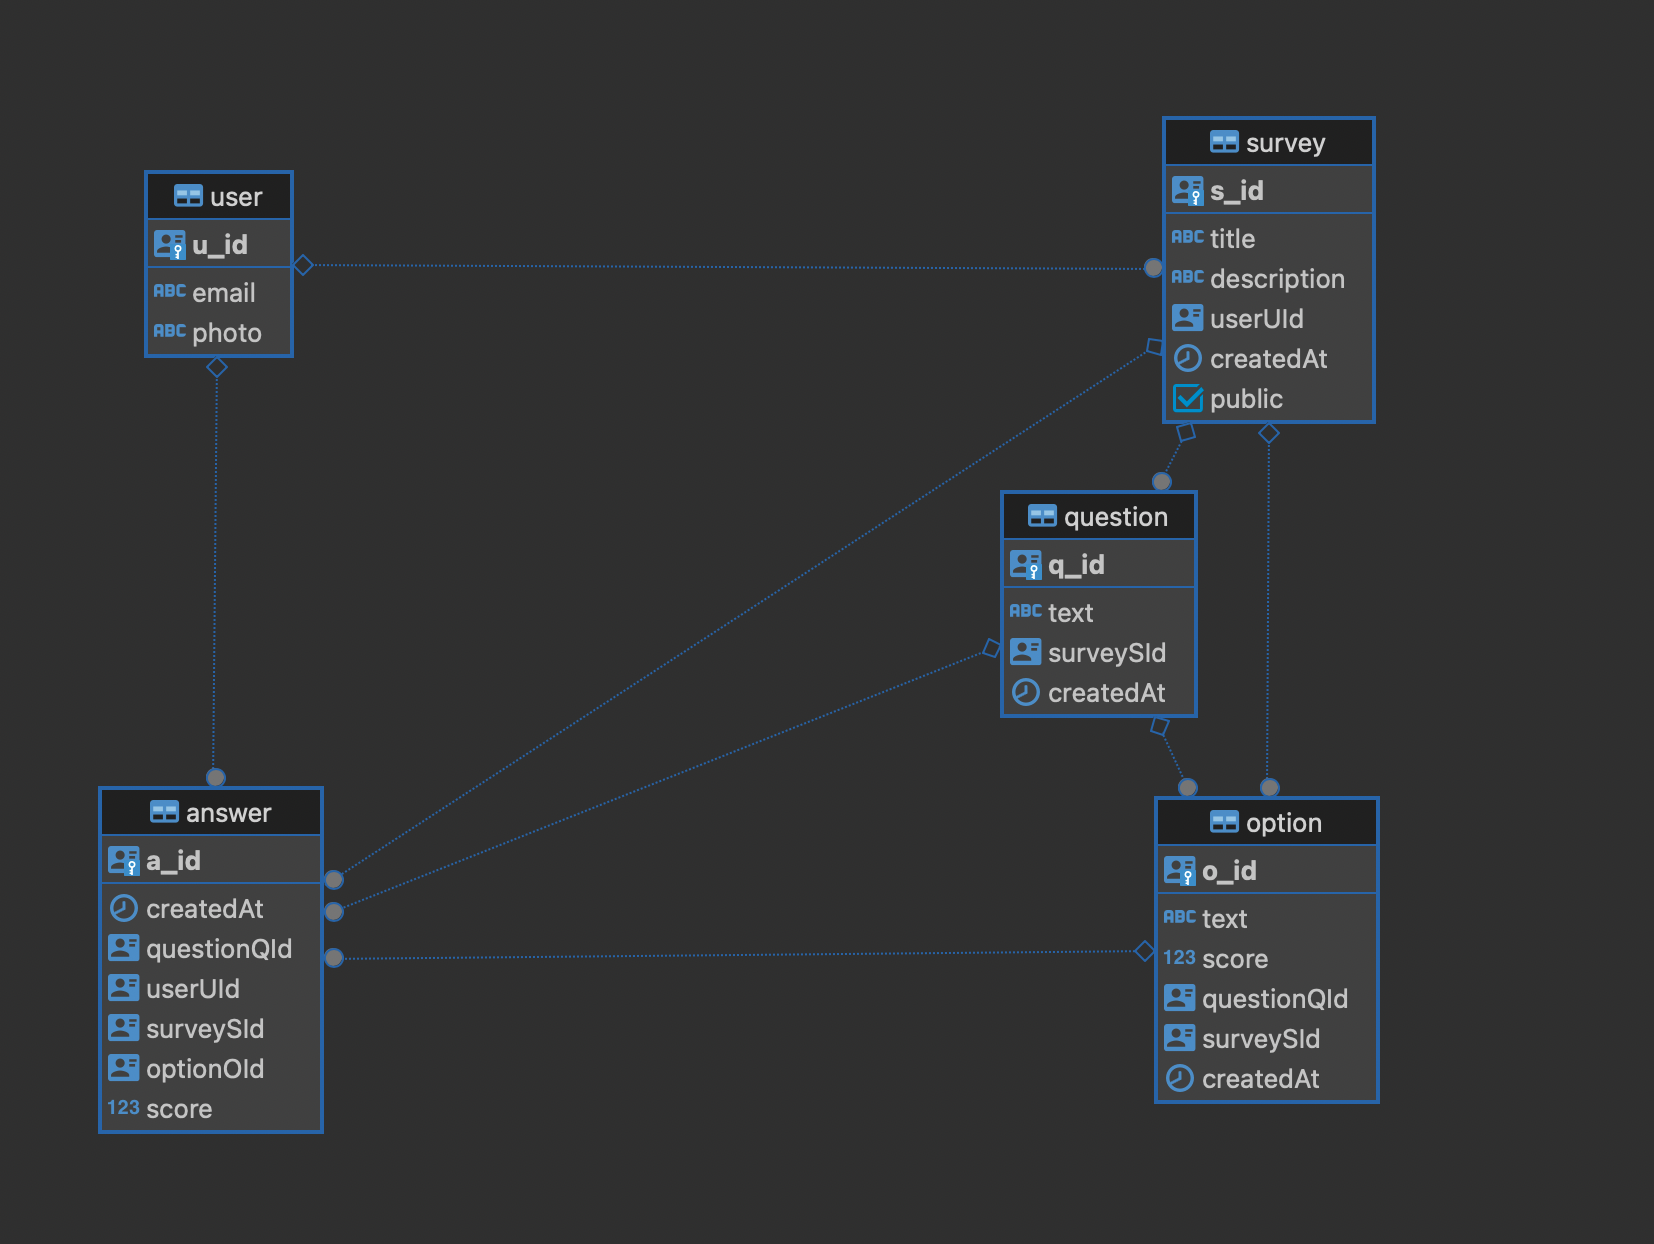 user
u_id
ABC email
ABC photo
survey
s_id
ABC title
ABC description
userUId
createdAt
public
question
q_id
ABC text
surveySId
createdAt
answer
a_id
createdAt
questionQId
userUId
surveySId
optionOId
123 score
option
o_id
ABC text
123 score
questionQId
surveySId
createdAt